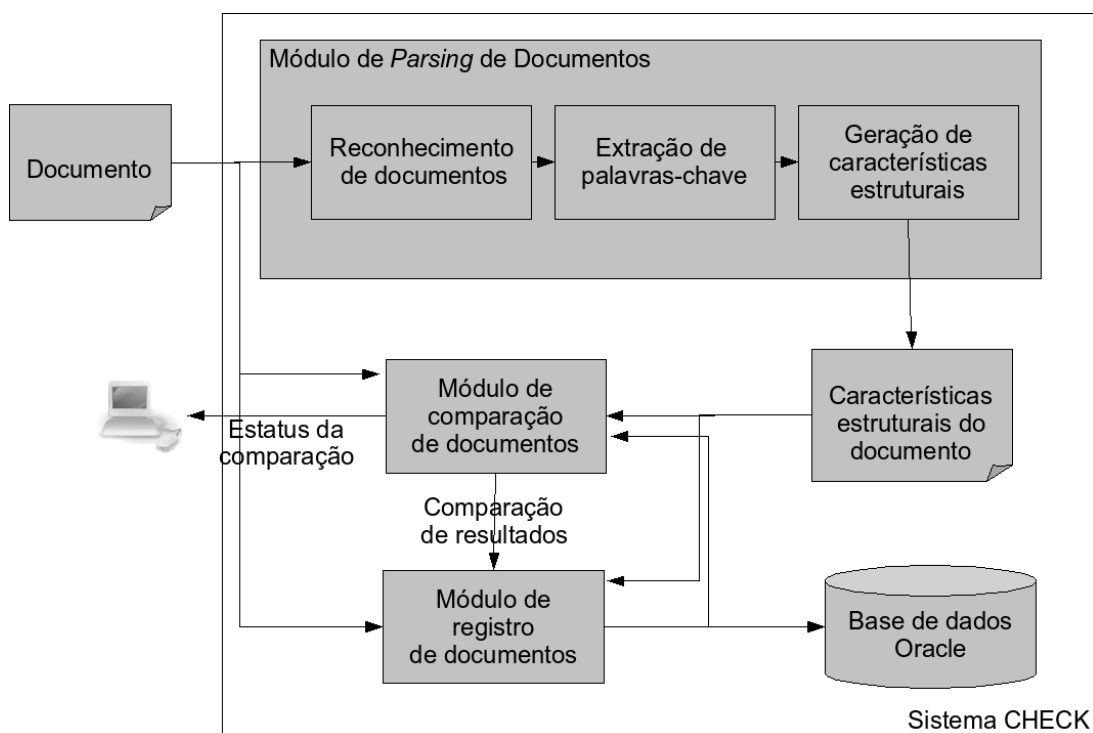 Módulo de Parsing de Documentos
Documento
Reconhecimento
de documentos
Extração de
palavras-chave
Geração de
característícas
estruturais
Estatus da
comparação
Módulo de
comparação
de documentos
Característícas
estruturais do
documento
Comparação
de resultados
Módulo de
registro
de documentos
Base de dados
Oracle
Sistema CHECK